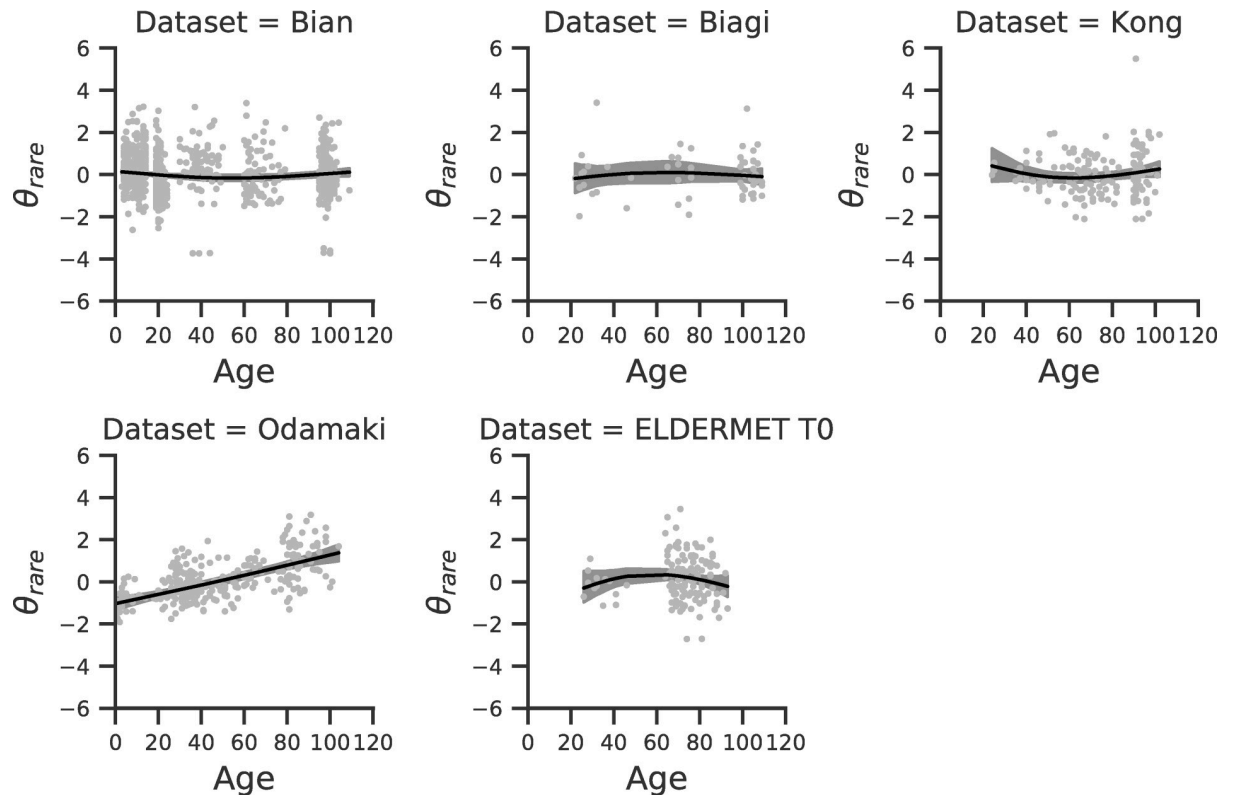 Dataset = Bian
6
4
2
0
−2
−4
−6
θrare
0 20 40 60 80 100 120
Age
Dataset = Biagi
6
4
2
0
−2
−4
−6
θrare
0 20 40 60 80 100 120
Age
Dataset = Kong
6
4
2
0
−2
−4
−6
θrare
0 20 40 60 80 100 120
Age
Dataset = Odamaki
6
4
2
0
−2
−4
−6
θrare
0 20 40 60 80 100 120
Age
Dataset = ELDERMET T0
6
4
2
0
−2
−4
−6
θrare
0 20 40 60 80 100 120
Age